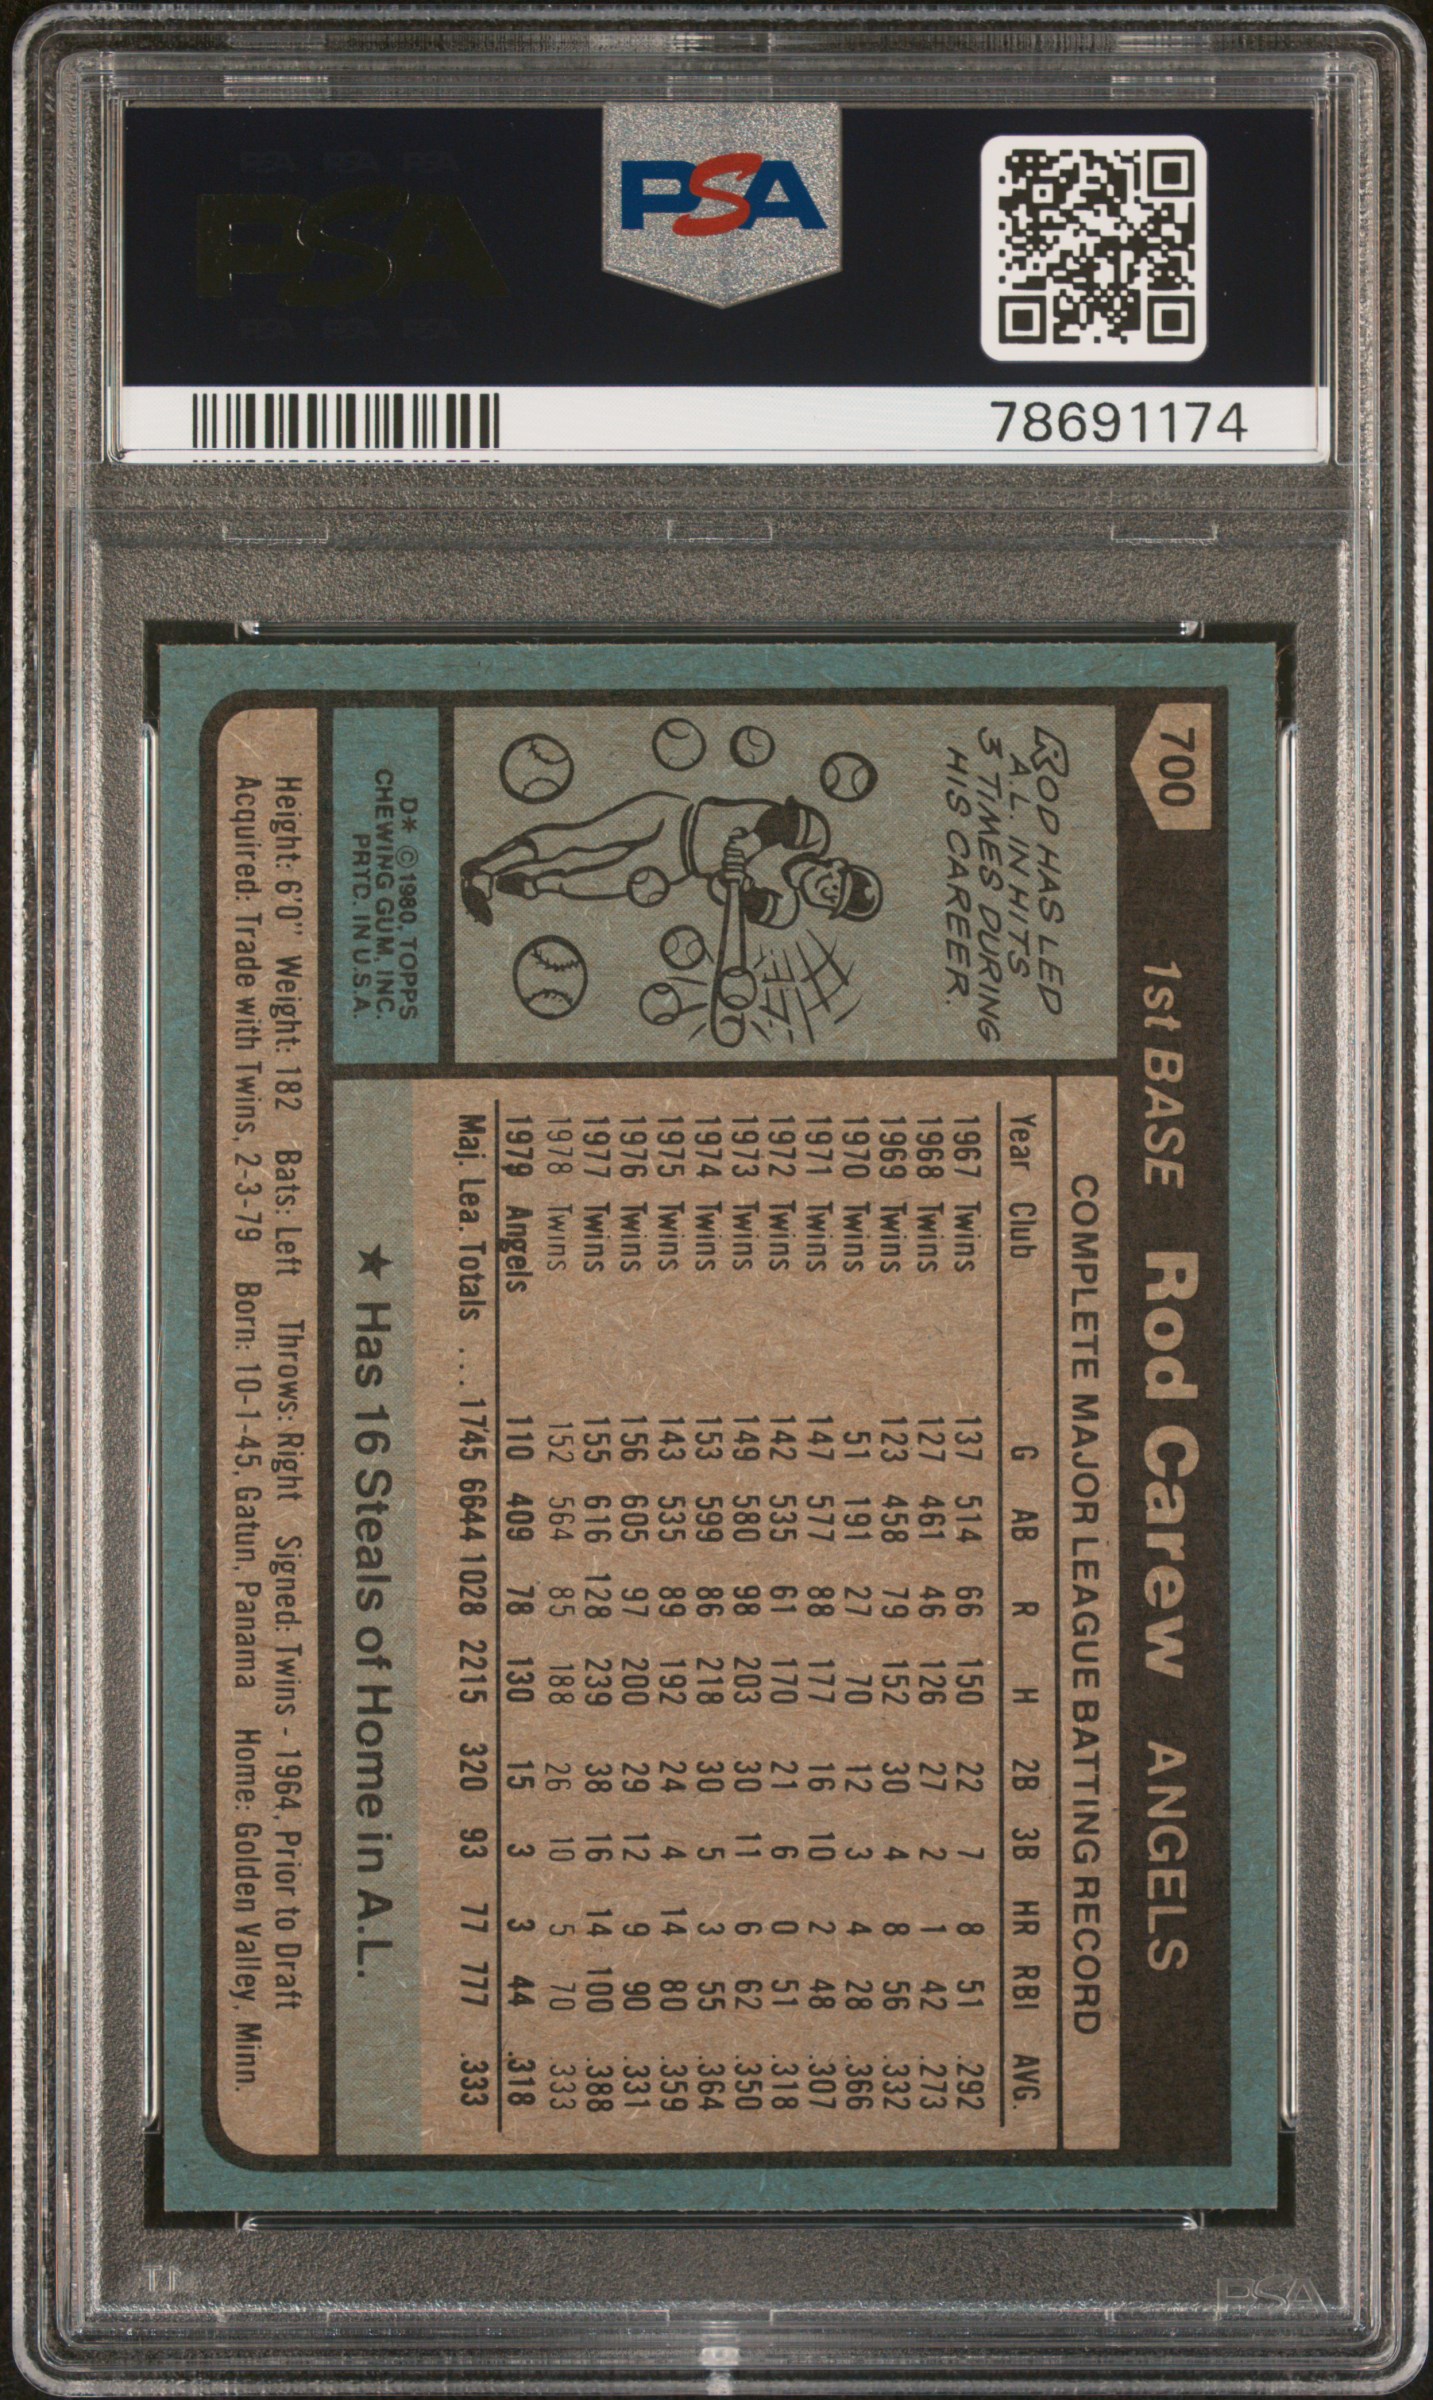 PSA
PSA
78691174
700 1st BASE Rod Carew ANGELS
ROD HAS LED
A.L. IN HITS
3 TIMES DURING
HIS CAREER.
D* ©1980, TOPPS
CHEWING GUM, INC.
PRTD. IN U.S.A.
COMPLETE MAJOR LEAGUE BATTING RECORD
Year Club G AB R H 2B 3B HR RBI AVG.
1967 Twins 137 514 66 150 22 7 8 51 .292
1968 Twins 127 461 46 126 27 2 1 42 .273
1969 Twins 123 458 79 152 30 4 8 56 .332
1970 Twins 51 191 27 70 12 3 4 28 .366
1971 Twins 147 577 88 177 16 10 2 48 .307
1972 Twins 142 535 61 170 21 6 0 51 .318
1973 Twins 149 580 98 203 30 11 6 62 .350
1974 Twins 153 599 86 218 30 5 3 55 .364
1975 Twins 143 535 89 192 24 4 14 80 .359
1976 Twins 156 605 97 200 29 12 9 90 .331
1977 Twins 155 616 128 239 38 16 14 100 .388
1978 Twins 152 564 85 188 26 10 5 70 .333
1979 Angels 110 409 78 130 15 3 3 44 .318
Maj. Lea. Totals ... 1745 6644 1028 2215 320 93 77 777 .333
★ Has 16 Steals of Home in A.L.
Height: 6'0" Weight: 182 Bats: Left Throws: Right Signed: Twins - 1964, Prior to Draft
Acquired: Trade with Twins, 2-3-79 Born: 10-1-45, Gatun, Panama Home: Golden Valley, Minn.
PSA